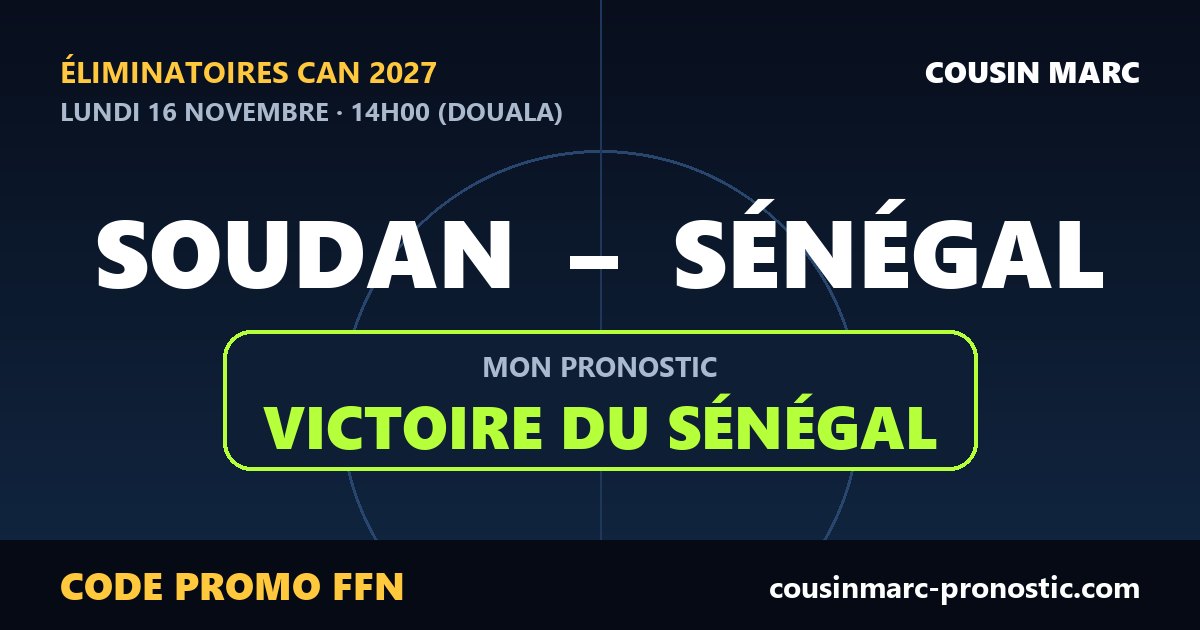 ÉLIMINATOIRES CAN 2027
COUSIN MARC
LUNDI 16 NOVEMBRE · 14H00 (DOUALA)
SOUDAN – SÉNÉGAL
MON PRONOSTIC
VICTOIRE DU SÉNÉGAL
CODE PROMO FFN
cousinmarc-pronostic.com